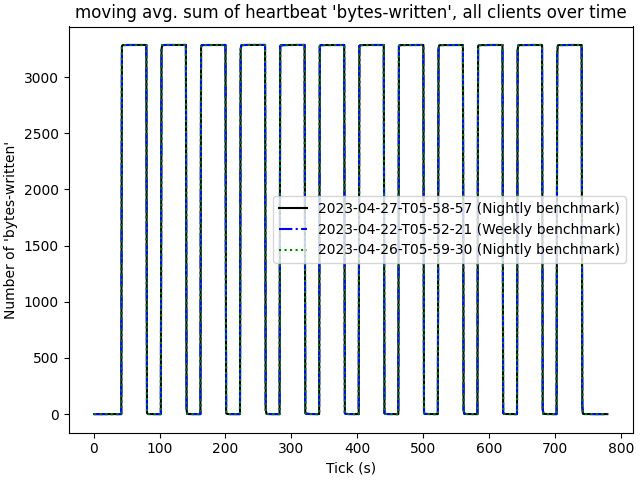 moving avg. sum of heartbeat 'bytes-written', all clients over time
Number of 'bytes-written'
3000
2500
2000
1500
1000
500
0
2023-04-27-T05-58-57 (Nightly benchmark)
2023-04-22-T05-52-21 (Weekly benchmark)
2023-04-26-T05-59-30 (Nightly benchmark)
0 100 200 300 400 500 600 700 800
Tick (s)